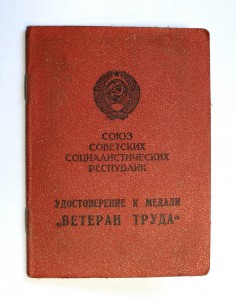 СОЮЗ
СОВЕТСКИХ
СОЦИАЛИСТИЧЕСКИХ
РЕСПУБЛИК
УДОСТОВЕРЕНИЕ К МЕДАЛИ
„ВЕТЕРАН ТРУДА“